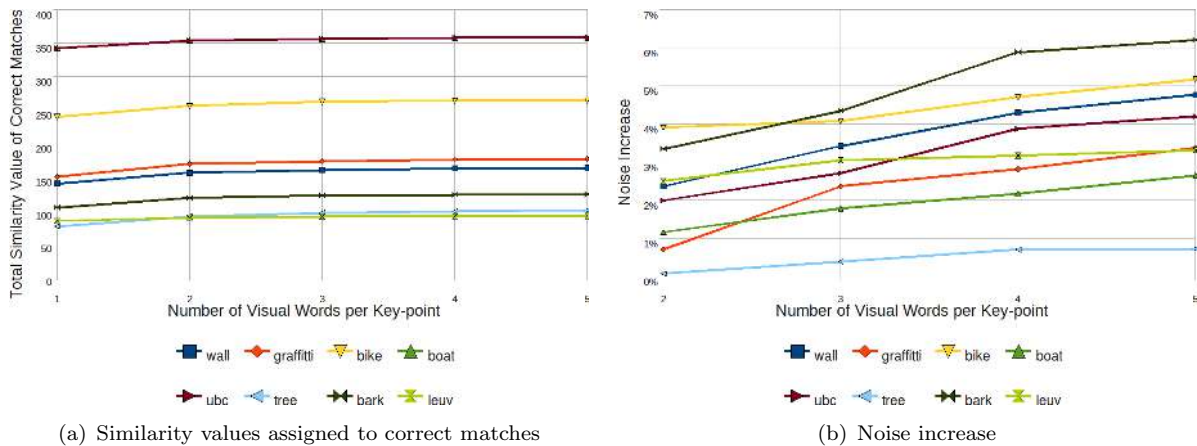 Total Similarity Value of Correct Matches
400
350
300
250
200
150
100
50
0
1
2
3
4
5
Number of Visual Words per Key-point
wall graffitti bike boat
ubc tree bark leuv
(a) Similarity values assigned to correct matches
Noise Increase
7%
6%
5%
4%
3%
2%
1%
0%
2
3
4
5
Number of Visual Words per Key-point
wall graffitti bike boat
ubc tree bark leuv
(b) Noise increase